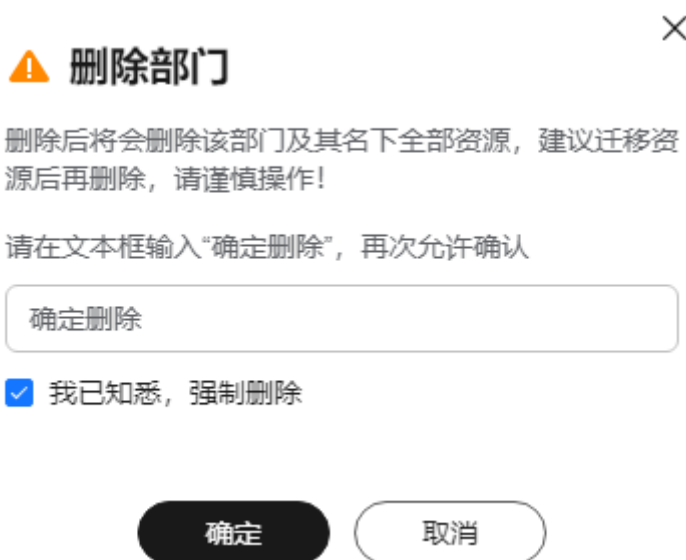 删除部门
删除后将会删除该部门及其名下全部资源，建议迁移资
源后再删除，请谨慎操作！
请在文本框输入“确定删除”，再次允许确认
确定删除
我已知悉，强制删除
确定
取消